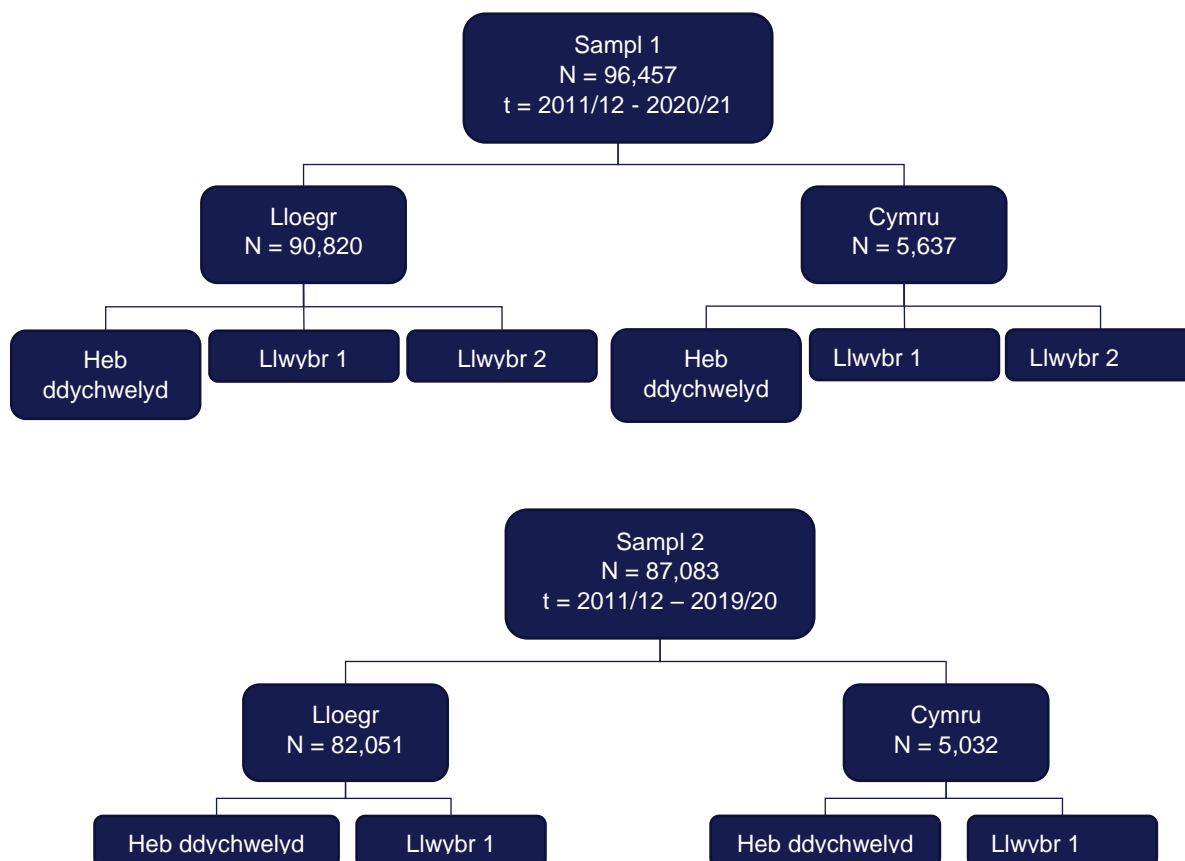 Sampl 1
N = 96,457
t = 2011/12 - 2020/21
Lloegr
N = 90,820
Cymru
N = 5,637
Heb
ddychwelyd
Llwybr 1
Llwybr 2
Heb
ddychwelyd
Llwybr 1
Llwybr 2
Sampl 2
N = 87,083
t = 2011/12 – 2019/20
Lloegr
N = 82,051
Cymru
N = 5,032
Heb ddychwelyd
Llwybr 1
Heb ddychwelyd
Llwybr 1